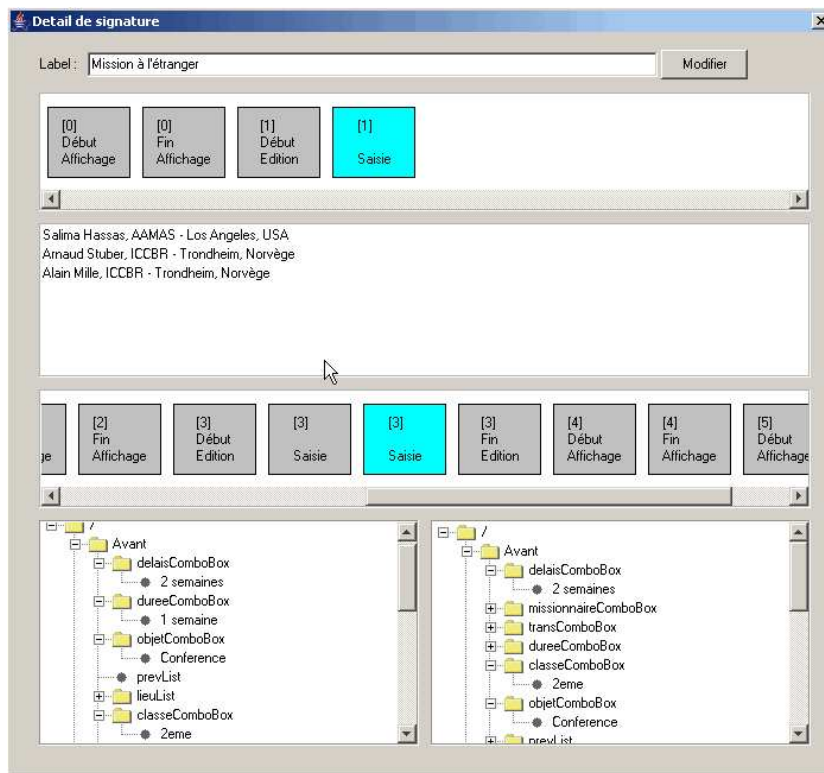 Detail de signature
Label : Mission à l'étranger Modifier
[0] [0] [1] [1]
Début Fin Début
Affichage Affichage Edition Saisie
Salima Hassas, AAMAS - Los Angeles, USA
Arnaud Stuber, ICCBR - Trondheim, Norvège
Alain Mille, ICCBR - Trondheim, Norvège
[2] [3] [3] [3] [3] [4] [4] [5]
Fin Début Fin Début Fin Début
ge Affichage Edition Saisie Saisie Edition Affichage Affichage Affichage
/
Avant
delaisComboBox
2 semaines
dureeComboBox
1 semaine
objetComboBox
Conference
prevList
lieuList
classeComboBox
2eme
/
Avant
delaisComboBox
2 semaines
missionnaireComboBox
transComboBox
dureeComboBox
classeComboBox
2eme
objetComboBox
Conference
prevList